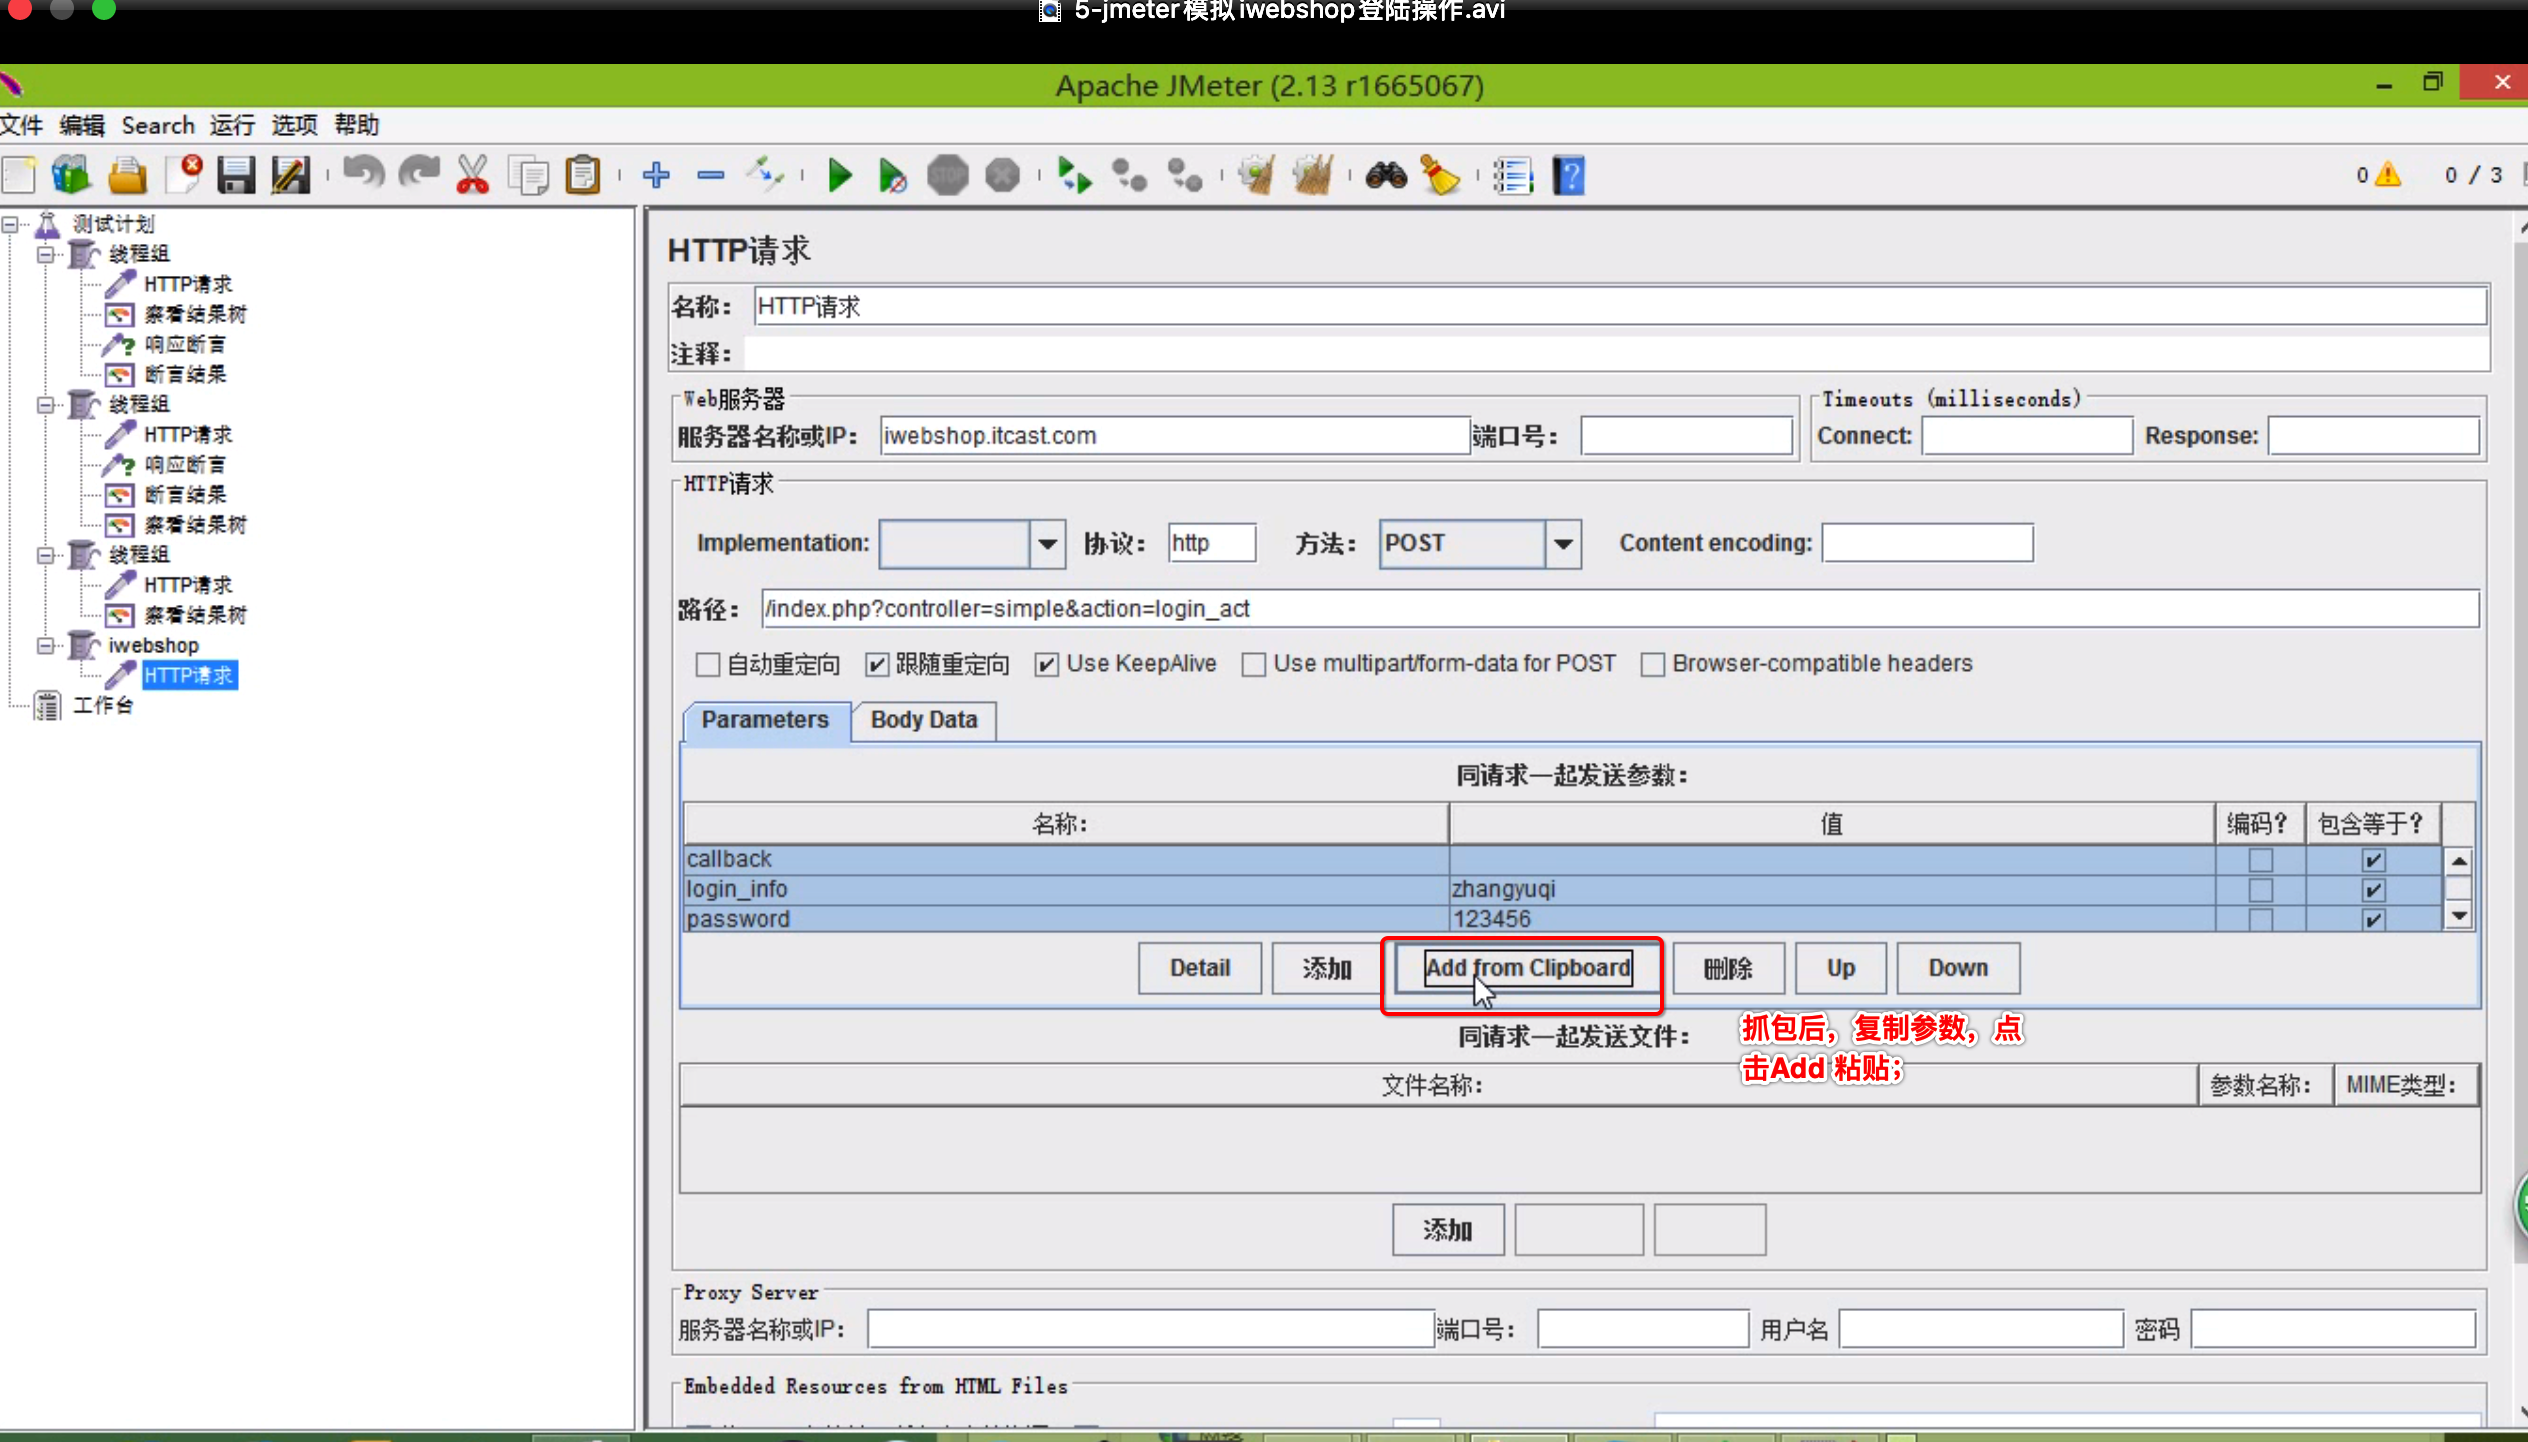 5-jmeter模拟iwebshop登陆操作.avi
Apache JMeter (2.13 r1665067)
文件 编辑 Search 运行 选项 帮助
0 0 / 3
测试计划
线程组
HTTP请求
察看结果树
响应断言
断言结果
线程组
HTTP请求
响应断言
断言结果
察看结果树
线程组
HTTP请求
察看结果树
iwebshop
HTTP请求
工作台
HTTP请求
名称： HTTP请求
注释：
Web服务器
服务器名称或IP： iwebshop.itcast.com 端口号：
Timeouts (milliseconds)
Connect: Response:
HTTP请求
Implementation: 协议： http 方法： POST Content encoding:
路径： /index.php?controller=simple&action=login_act
自动重定向 跟随重定向 Use KeepAlive Use multipart/form-data for POST Browser-compatible headers
Parameters Body Data
同请求一起发送参数：
名称： 值 编码？ 包含等于？
callback
login_info zhangyuqi
password 123456
Detail 添加 Add from Clipboard 删除 Up Down
抓包后，复制参数，点
击Add 粘贴；
同请求一起发送文件：
文件名称： 参数名称： MIME类型：
添加
Proxy Server
服务器名称或IP： 端口号： 用户名 密码
Embedded Resources from HTML Files